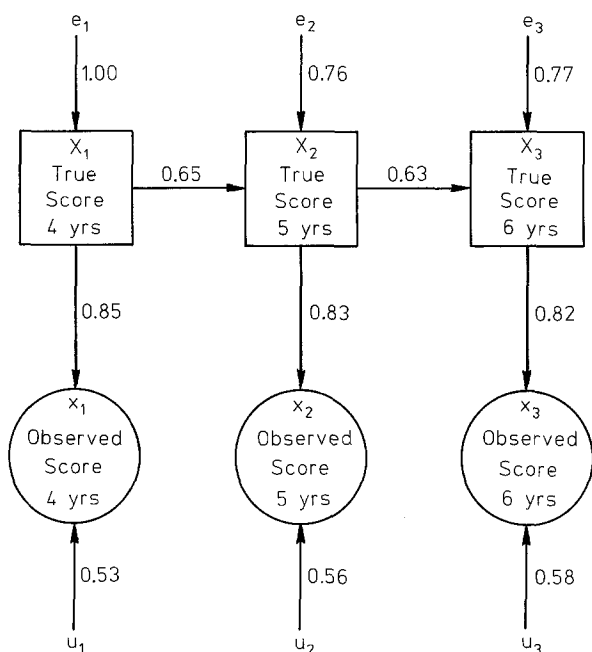 e₁ e₂ e₃
1.00 0.76 0.77
X₁ X₂ X₃
True True True
Score 0.65 Score 0.63 Score
4 yrs 5 yrs 6 yrs
0.85 0.83 0.82
x₁ x₂ x₃
Observed Observed Observed
Score Score Score
4 yrs 5 yrs 6 yrs
0.53 0.56 0.58
u₁ u₂ u₃